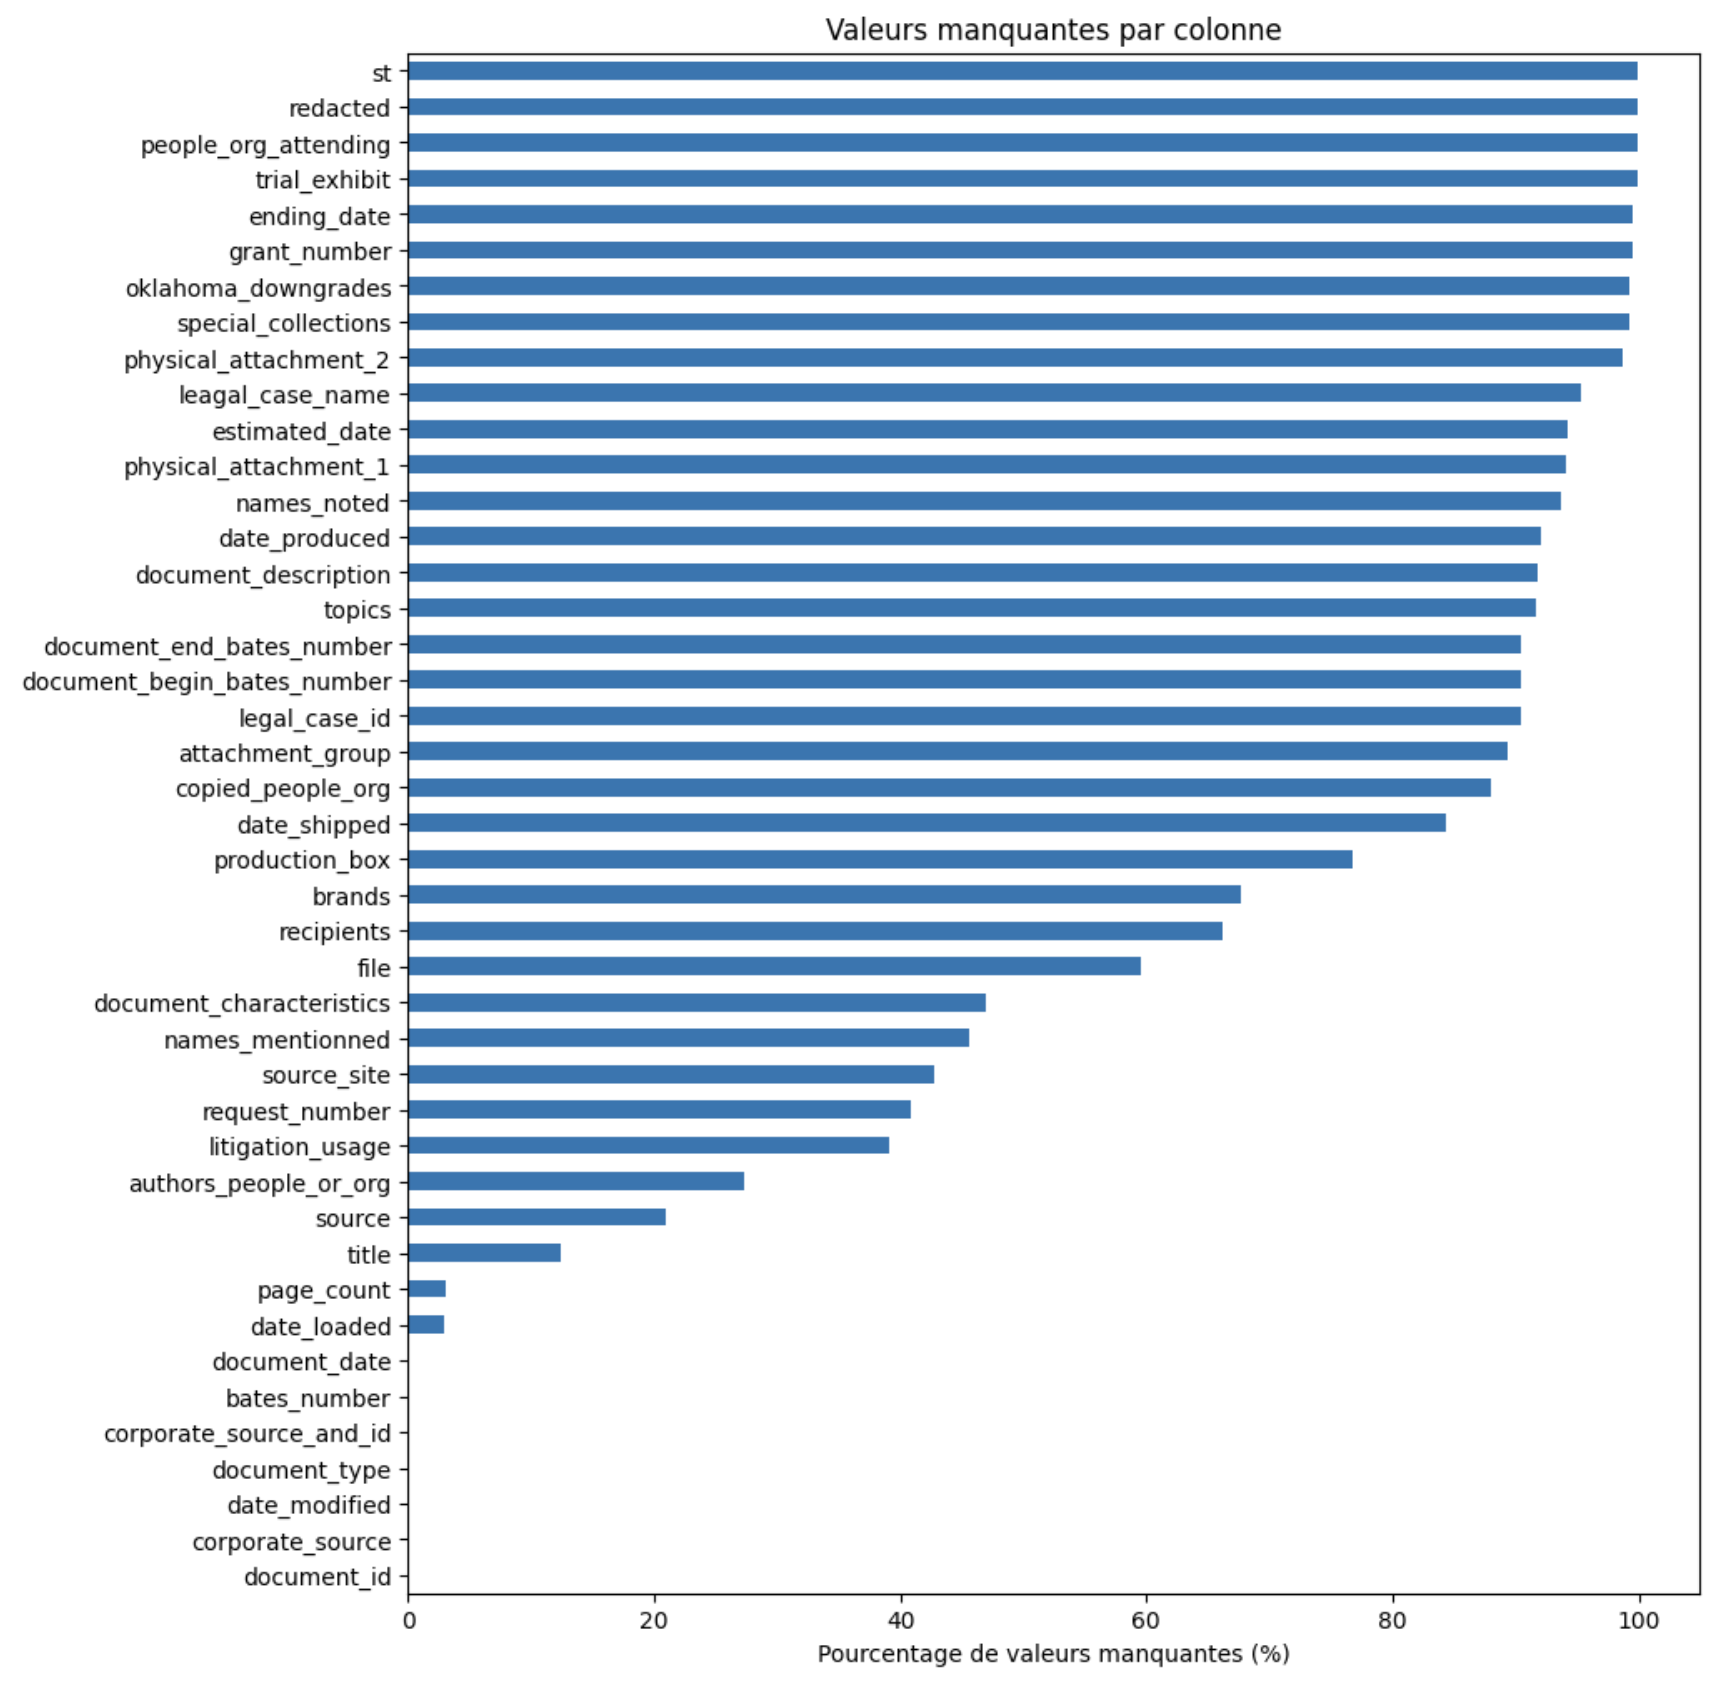 Valeurs manquantes par colonne
st
redacted
people_org_attending
trial_exhibit
ending_date
grant_number
oklahoma_downgrades
special_collections
physical_attachment_2
leagal_case_name
estimated_date
physical_attachment_1
names_noted
date_produced
document_description
topics
document_end_bates_number
document_begin_bates_number
legal_case_id
attachment_group
copied_people_org
date_shipped
production_box
brands
recipients
file
document_characteristics
names_mentionned
source_site
request_number
litigation_usage
authors_people_or_org
source
title
page_count
date_loaded
document_date
bates_number
corporate_source_and_id
document_type
date_modified
corporate_source
document_id
0 20 40 60 80 100
Pourcentage de valeurs manquantes (%)